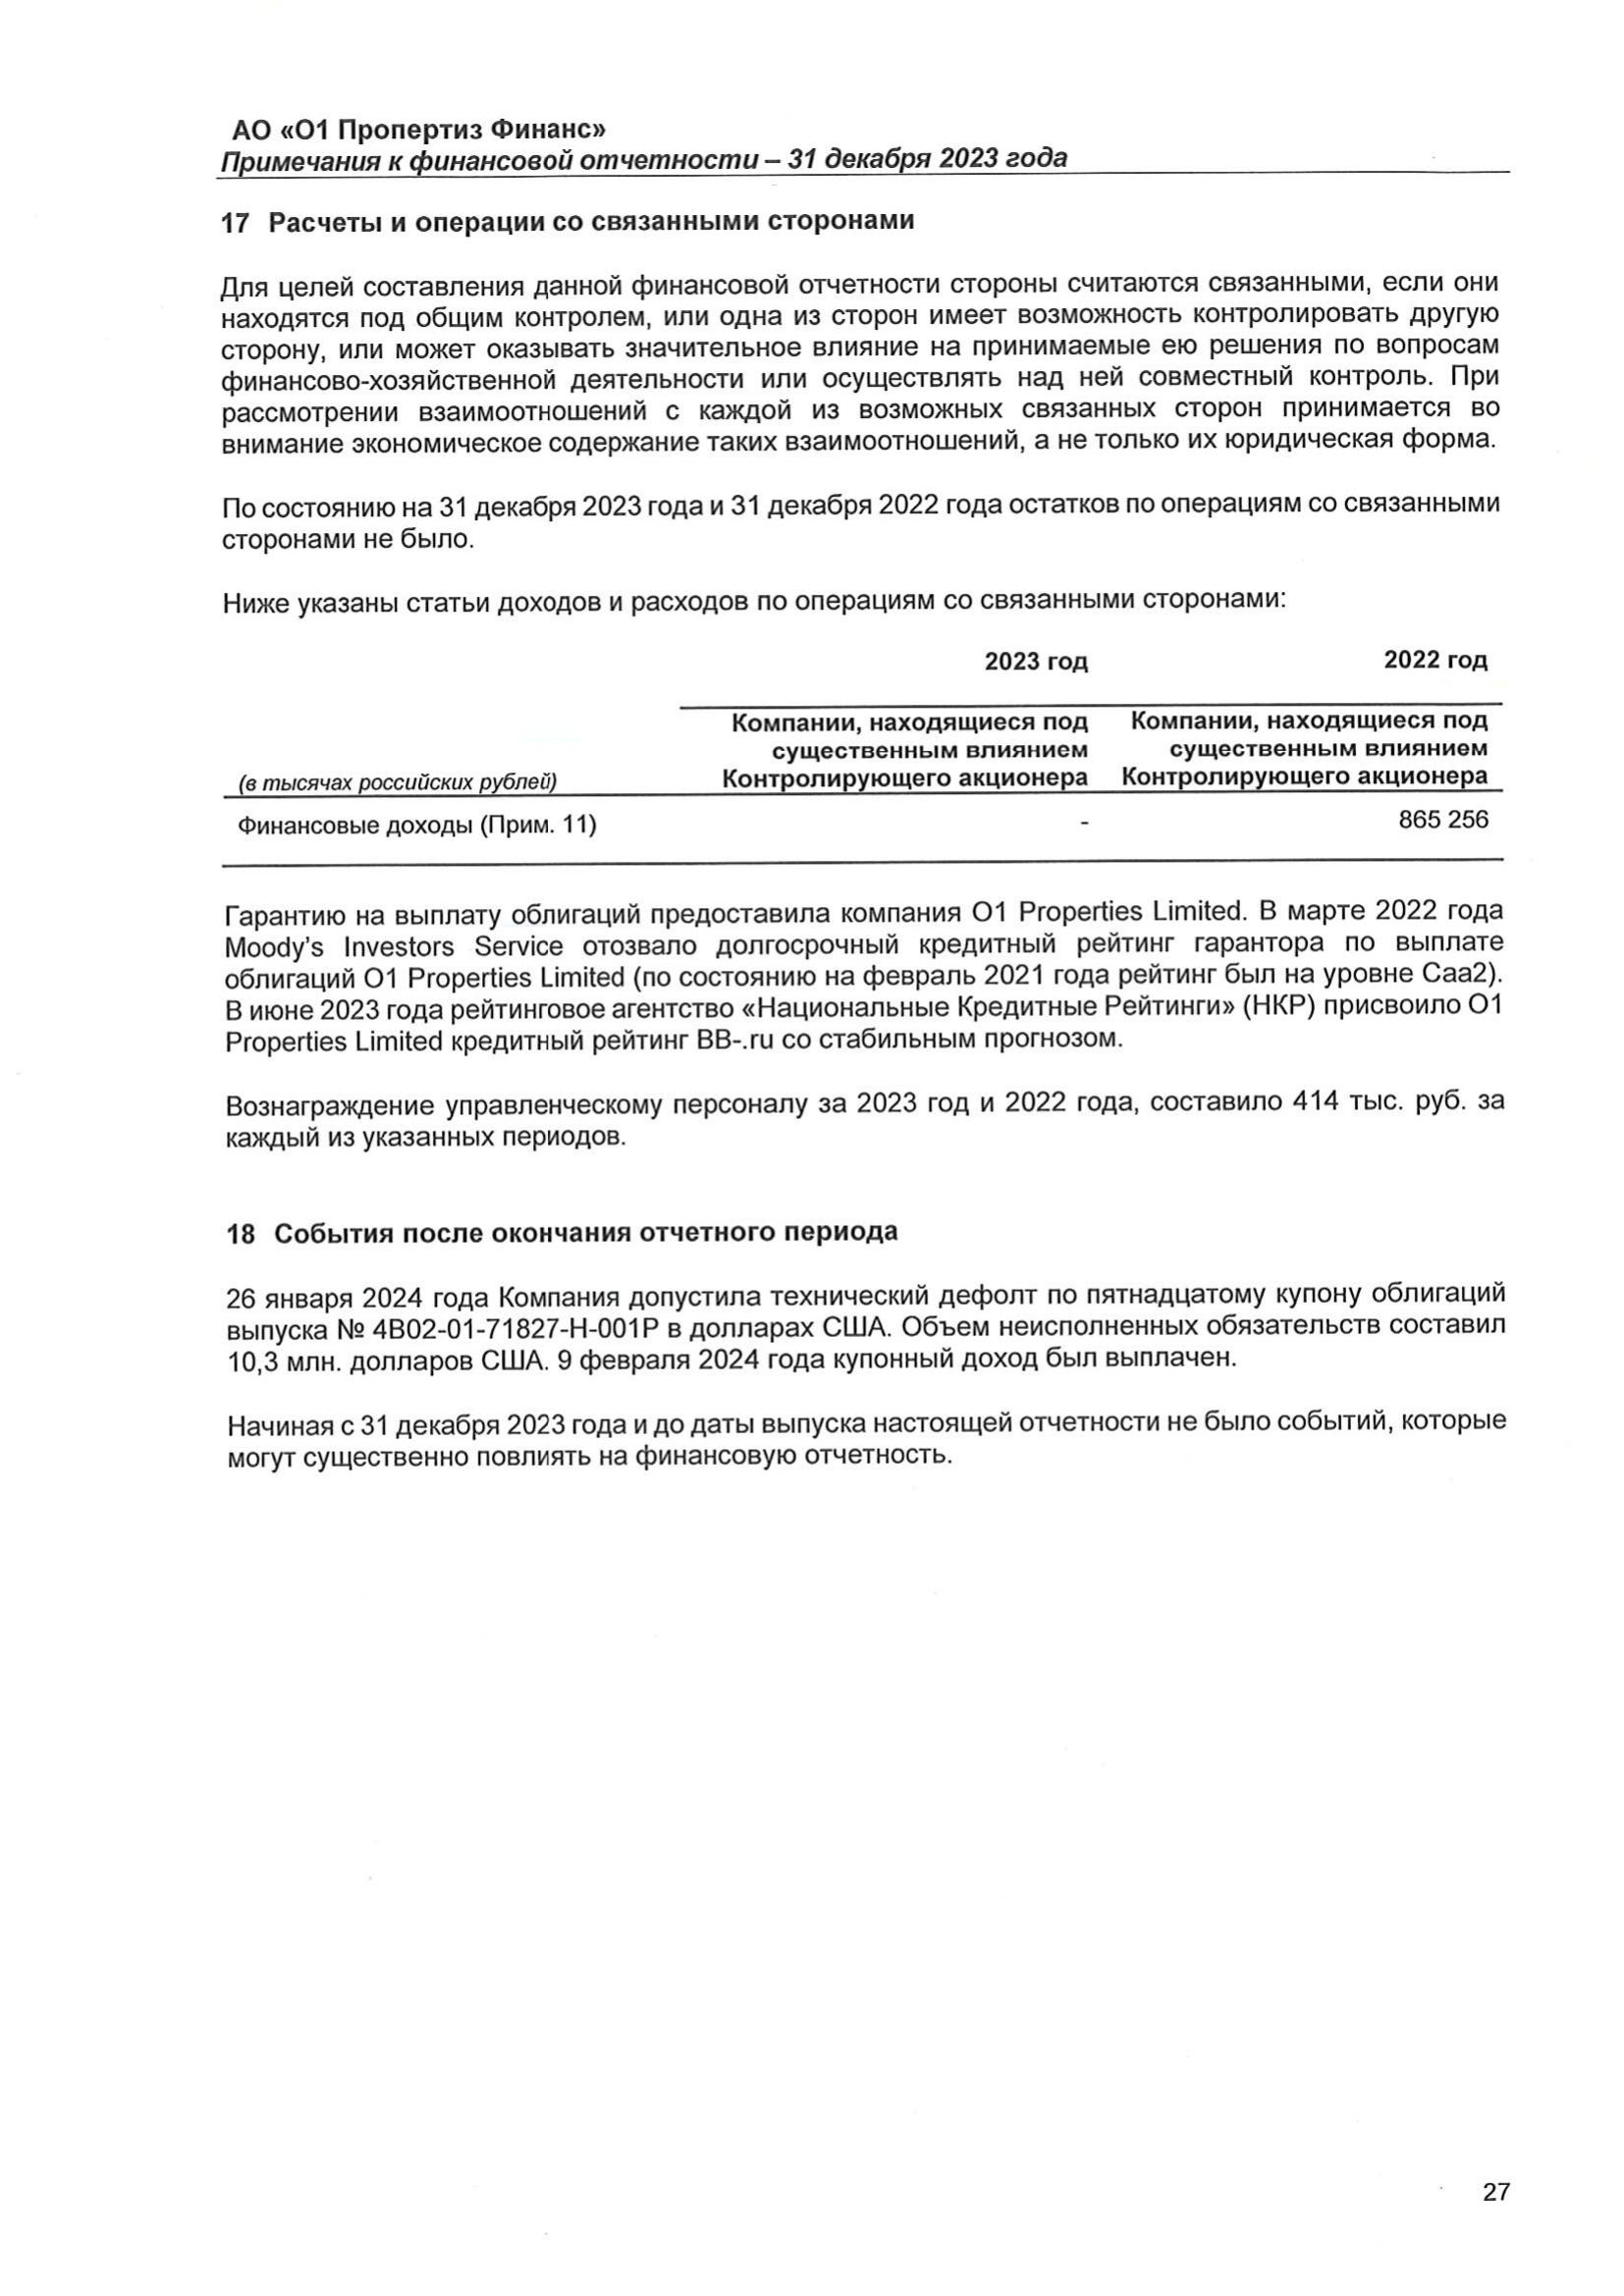 АО «О1 Пропертиз Финанс»
Примечания к финансовой отчетности – 31 декабря 2023 года
17 Расчеты и операции со связанными сторонами
Для целей составления данной финансовой отчетности стороны считаются связанными, если они
находятся под общим контролем, или одна из сторон имеет возможность контролировать другую
сторону, или может оказывать значительное влияние на принимаемые ею решения по вопросам
финансово-хозяйственной деятельности или осуществлять над ней совместный контроль. При
рассмотрении взаимоотношений с каждой из возможных связанных сторон принимается во
внимание экономическое содержание таких взаимоотношений, а не только их юридическая форма.
По состоянию на 31 декабря 2023 года и 31 декабря 2022 года остатков по операциям со связанными
сторонами не было.
Ниже указаны статьи доходов и расходов по операциям со связанными сторонами:
2023 год 2022 год
Компании, находящиеся под Компании, находящиеся под
существенным влиянием существенным влиянием
(в тысячах российских рублей) Контролирующего акционера Контролирующего акционера
Финансовые доходы (Прим. 11) - 865 256
Гарантию на выплату облигаций предоставила компания O1 Properties Limited. В марте 2022 года
Moody's Investors Service отозвало долгосрочный кредитный рейтинг гарантора по выплате
облигаций O1 Properties Limited (по состоянию на февраль 2021 года рейтинг был на уровне Caa2).
В июне 2023 года рейтинговое агентство «Национальные Кредитные Рейтинги» (НКР) присвоило O1
Properties Limited кредитный рейтинг BB-.ru со стабильным прогнозом.
Вознаграждение управленческому персоналу за 2023 год и 2022 года, составило 414 тыс. руб. за
каждый из указанных периодов.
18 События после окончания отчетного периода
26 января 2024 года Компания допустила технический дефолт по пятнадцатому купону облигаций
выпуска № 4B02-01-71827-H-001P в долларах США. Объем неисполненных обязательств составил
10,3 млн. долларов США. 9 февраля 2024 года купонный доход был выплачен.
Начиная с 31 декабря 2023 года и до даты выпуска настоящей отчетности не было событий, которые
могут существенно повлиять на финансовую отчетность.
27